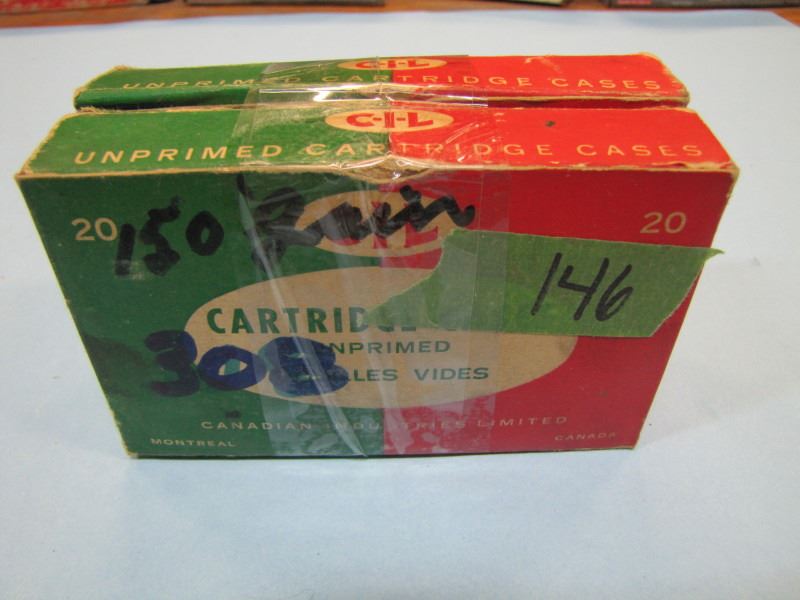 C-I-L
UNPRIMED CARTRIDGE CASES
C-I-L
UNPRIMED CARTRIDGE CASES
20 20
150
146
CARTRIDGE
UNPRIMED
308
VIDES
CANADIAN INDUSTRIES LIMITED
MONTREAL CANADA